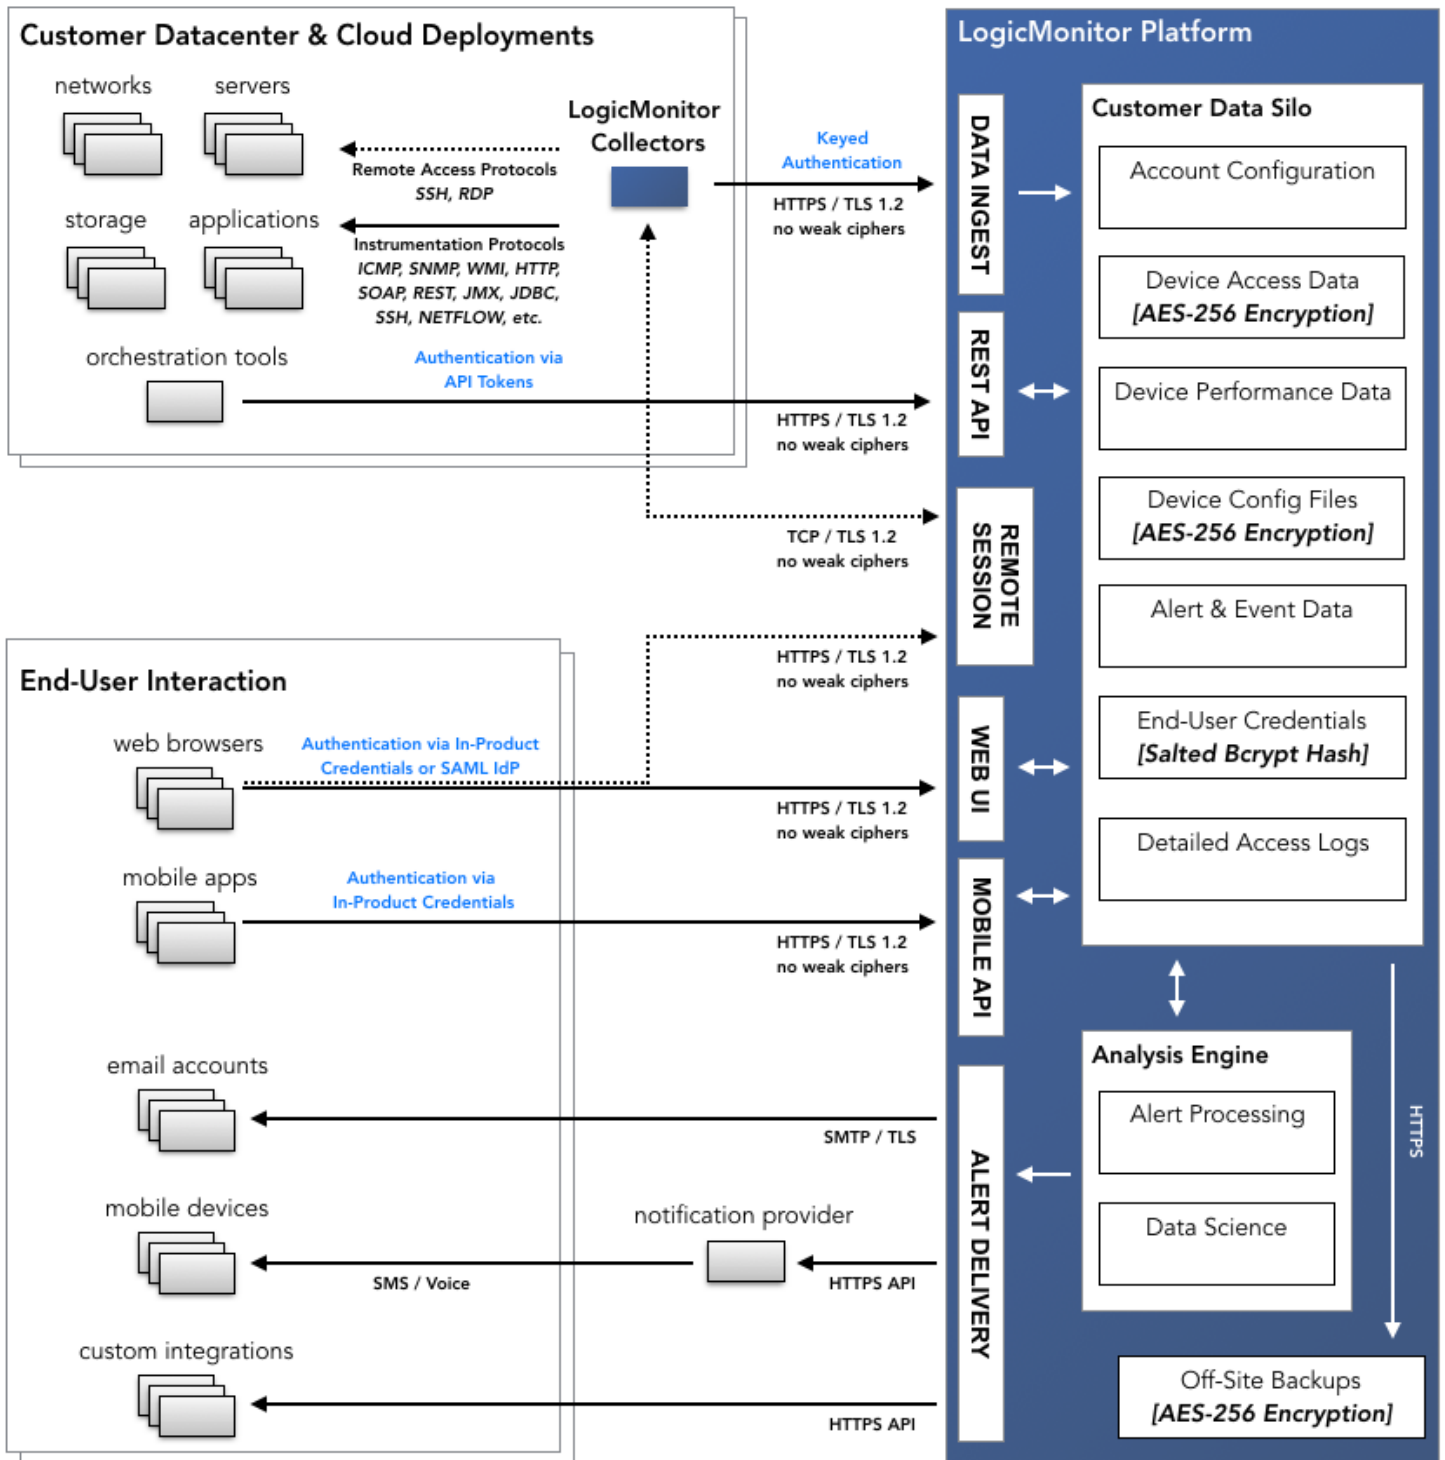 Customer Datacenter & Cloud Deployments
networks
servers
storage
applications
LogicMonitor
Collectors
Remote Access Protocols
SSH, RDP
Instrumentation Protocols
ICMP, SNMP, WMI, HTTP,
SOAP, REST, JMX, JDBC,
SSH, NETFLOW, etc.
orchestration tools
Authentication via
API Tokens
Keyed
Authentication
HTTPS / TLS 1.2
no weak ciphers
HTTPS / TLS 1.2
no weak ciphers
TCP / TLS 1.2
no weak ciphers
HTTPS / TLS 1.2
no weak ciphers
End-User Interaction
web browsers
Authentication via In-Product
Credentials or SAML IdP
HTTPS / TLS 1.2
no weak ciphers
mobile apps
Authentication via
In-Product Credentials
HTTPS / TLS 1.2
no weak ciphers
email accounts
SMTP / TLS
mobile devices
SMS / Voice
notification provider
HTTPS API
custom integrations
HTTPS API
LogicMonitor Platform
DATA INGEST
REST API
REMOTE
SESSION
WEB UI
MOBILE API
ALERT DELIVERY
Customer Data Silo
Account Configuration
Device Access Data
[AES-256 Encryption]
Device Performance Data
Device Config Files
[AES-256 Encryption]
Alert & Event Data
End-User Credentials
[Salted Bcrypt Hash]
Detailed Access Logs
Analysis Engine
Alert Processing
Data Science
HTTPS
Off-Site Backups
[AES-256 Encryption]